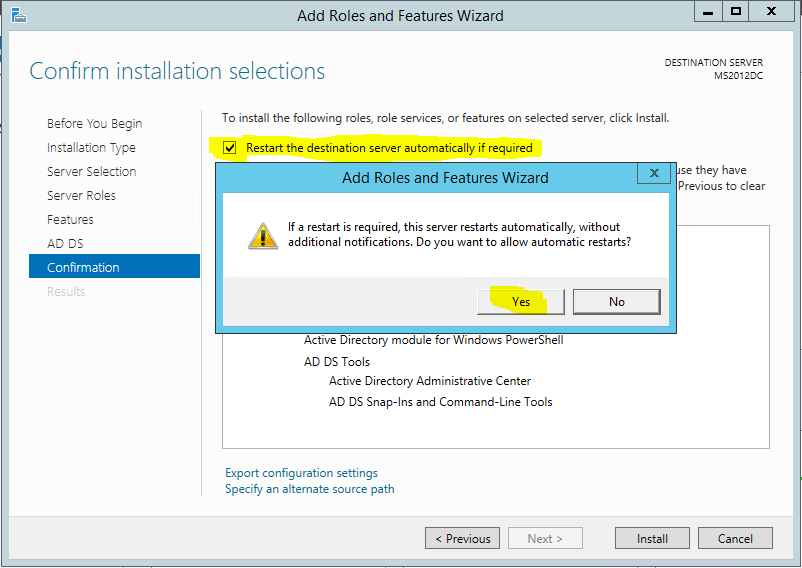 Add Roles and Features Wizard
Confirm installation selections
DESTINATION SERVER
MS2012DC
Before You Begin
Installation Type
Server Selection
Server Roles
Features
AD DS
Confirmation
Results
To install the following roles, role services, or features on selected server, click Install.
Restart the destination server automatically if required
use they have
Previous to clear
Add Roles and Features Wizard
If a restart is required, this server restarts automatically, without
additional notifications. Do you want to allow automatic restarts?
Yes
No
Active Directory module for Windows PowerShell
AD DS Tools
Active Directory Administrative Center
AD DS Snap-Ins and Command-Line Tools
Export configuration settings
Specify an alternate source path
< Previous
Next >
Install
Cancel